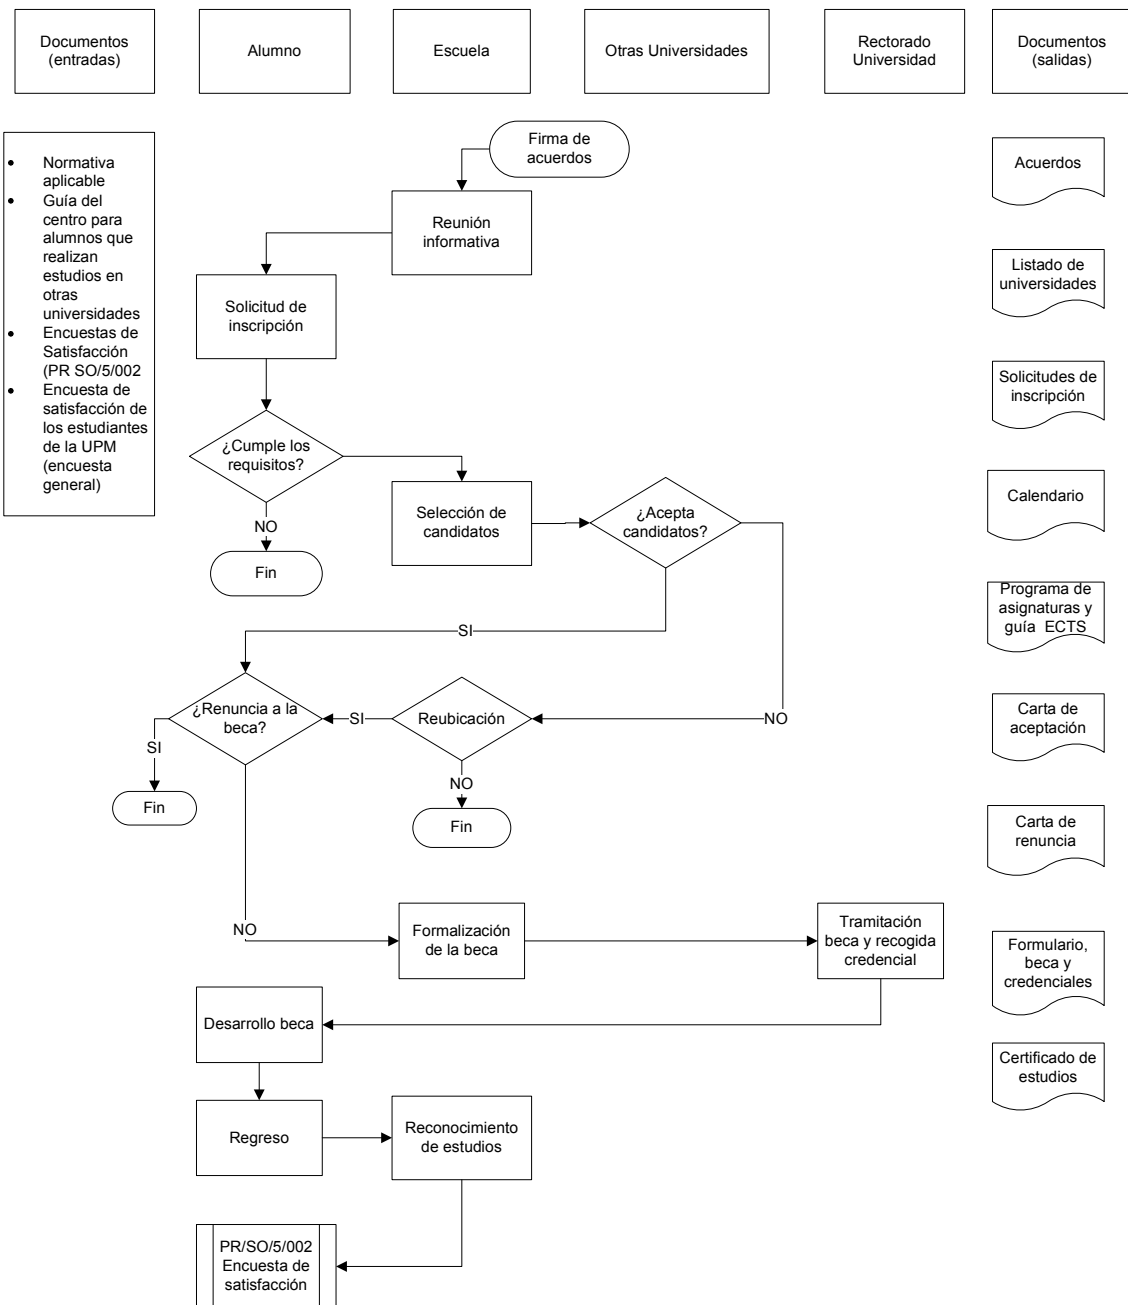 Documentos
(entradas)
Alumno
Escuela
Otras Universidades
Rectorado
Universidad
Documentos
(salidas)
• Normativa
aplicable
• Guía del
centro para
alumnos que
realizan
estudios en
otras
universidades
• Encuestas de
Satisfacción
(PR SO/5/002
• Encuesta de
satisfacción de
los estudiantes
de la UPM
(encuesta
general)
Firma de
acuerdos
Reunión
informativa
Solicitud de
inscripción
¿Cumple los
requisitos?
NO
Fin
Selección de
candidatos
¿Acepta
candidatos?
SI
NO
¿Renuncia a la
beca?
SI
Reubicación
SI
Fin
NO
Fin
NO
Formalización
de la beca
Tramitación
beca y recogida
credencial
Desarrollo beca
Regreso
Reconocimiento
de estudios
PR/SO/5/002
Encuesta de
satisfacción
Acuerdos
Listado de
universidades
Solicitudes de
inscripción
Calendario
Programa de
asignaturas y
guía ECTS
Carta de
aceptación
Carta de
renuncia
Formulario,
beca y
credenciales
Certificado de
estudios